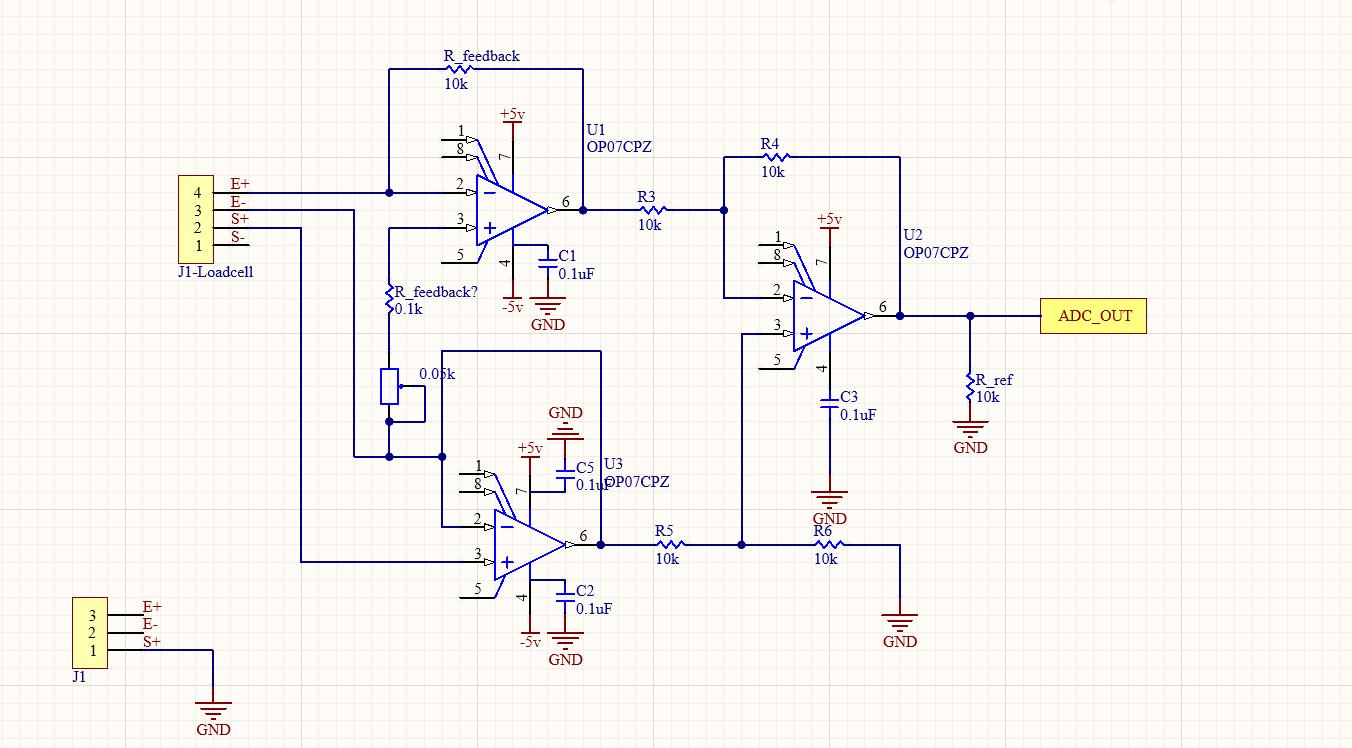 R_feedback
10k
+5v
1
8
7
U1
OP07CPZ
2
3
6
5
4
C1
0.1uF
-5v
GND
4 E+
3 E-
2 S+
1 S-
J1-Loadcell
R_feedback?
0.1k
0.05k
R3
10k
R4
10k
+5v
1
8
7
U2
OP07CPZ
2
3
6
5
4
C3
0.1uF
GND
ADC_OUT
R_ref
10k
GND
GND
+5v
C5
0.1uF
1
8
7
U3
OP07CPZ
2
3
6
5
4
C2
0.1uF
-5v
GND
R5
10k
R6
10k
GND
3 E+
2 E-
1 S+
J1
GND